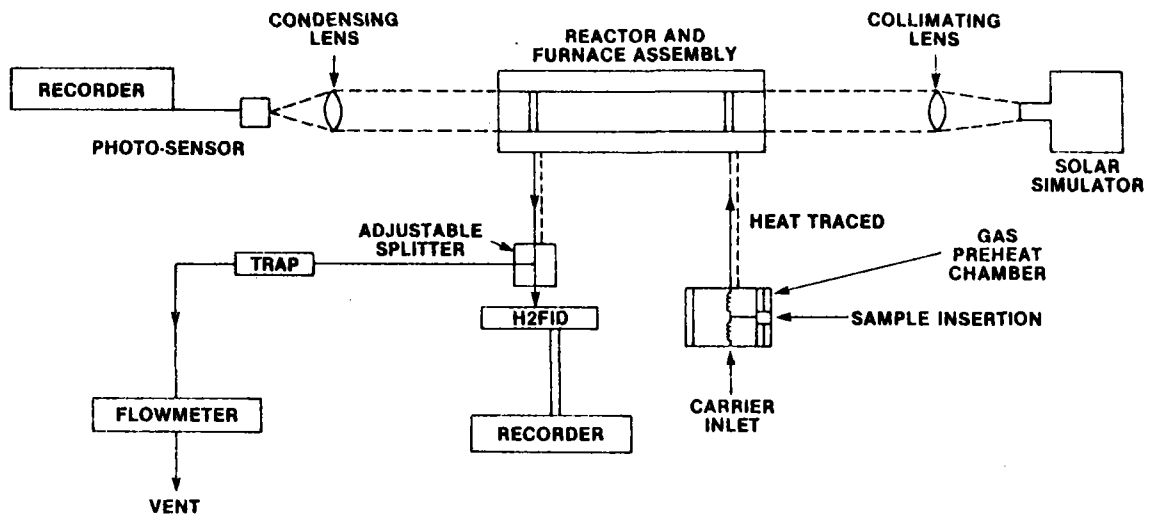 CONDENSING
LENS
REACTOR AND
FURNACE ASSEMBLY
COLLIMATING
LENS
RECORDER
PHOTO-SENSOR
SOLAR
SIMULATOR
HEAT TRACED
ADJUSTABLE
SPLITTER
GAS
PREHEAT
CHAMBER
TRAP
H2FID
SAMPLE INSERTION
FLOWMETER
CARRIER
INLET
RECORDER
VENT